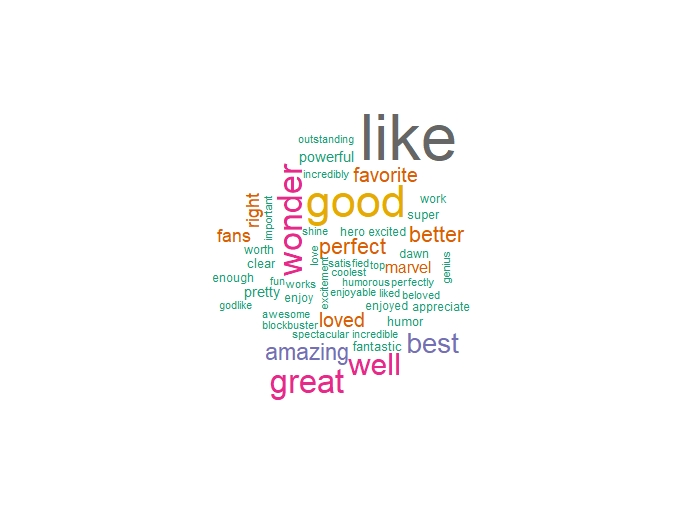 like
outstanding
powerful
incredibly favorite
wonder
good
work
right
important
super
fans
shine
hero excited
better
perfect
worth
love
dawn
clear
satisfied top marvel
coolest
genius
enough
fun works
excitement
humorous perfectly
pretty
enjoy
enjoyable liked beloved
godlike
enjoyed appreciate
awesome
loved
humor
blockbuster
spectacular incredible
amazing
fantastic
best
well
great